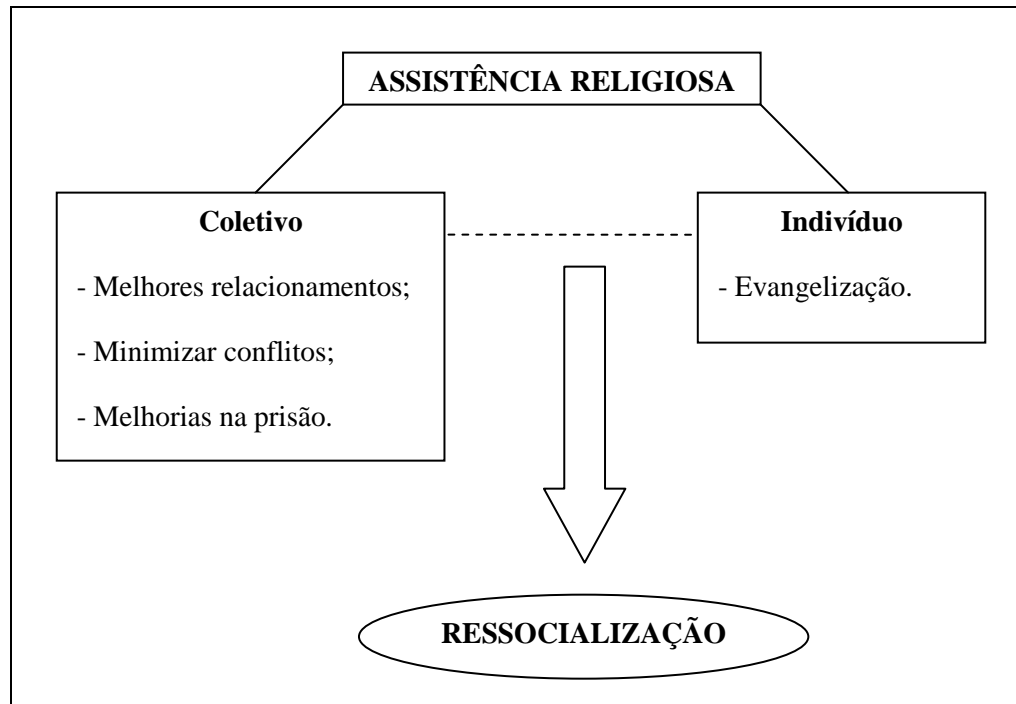 ASSISTÊNCIA RELIGIOSA
Coletivo
- Melhores relacionamentos;
- Minimizar conflitos;
- Melhorias na prisão.
Indivíduo
- Evangelização.
RESSOCIALIZAÇÃO